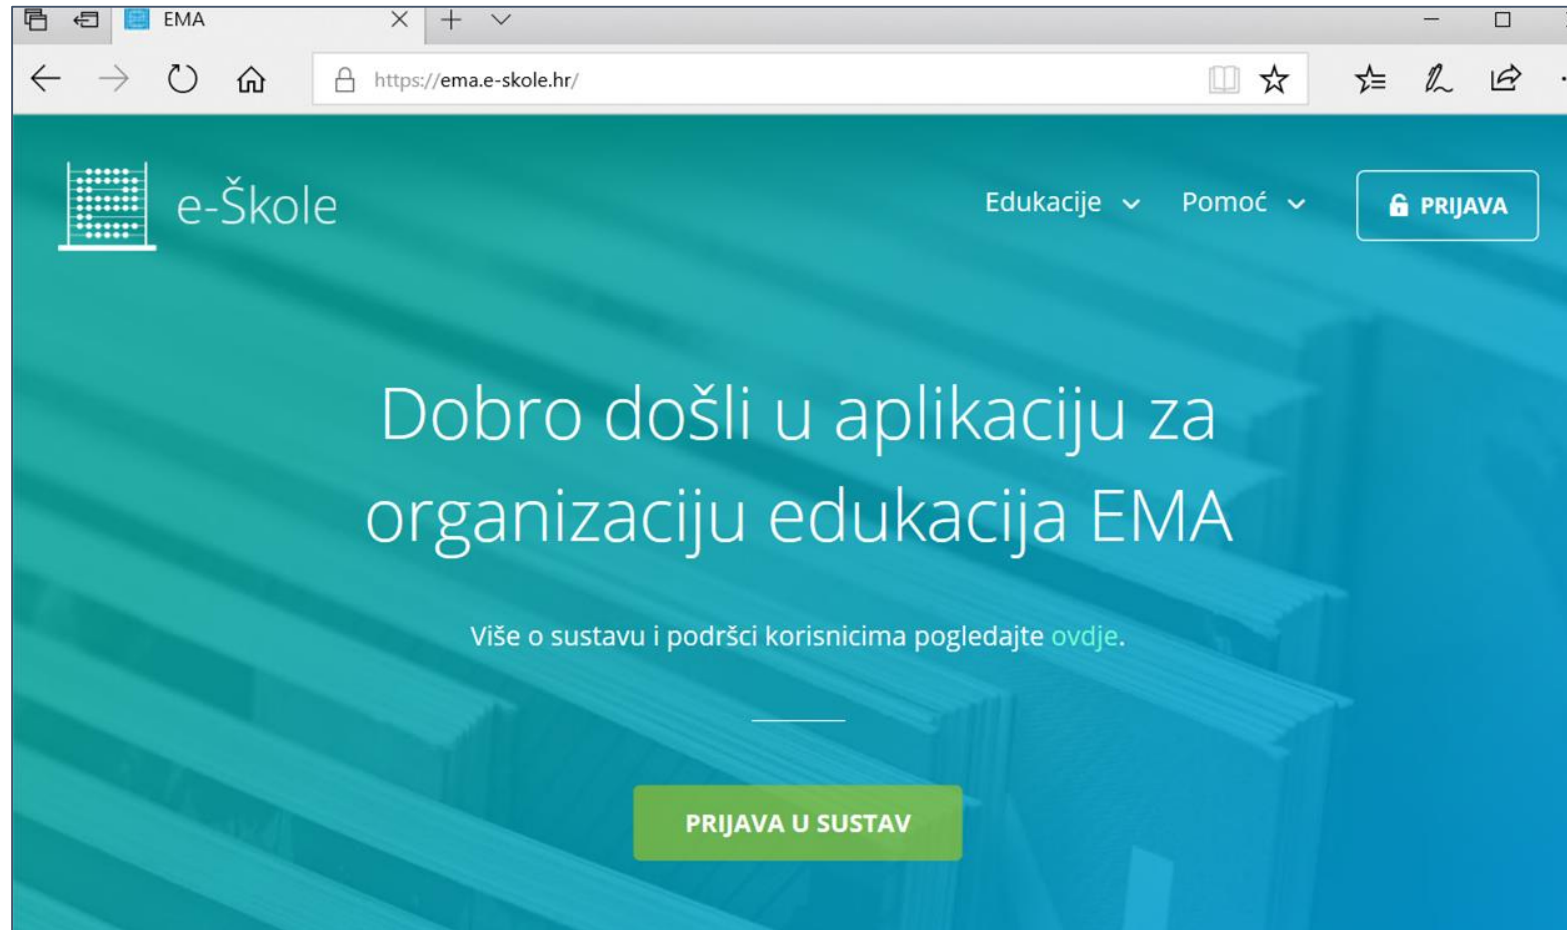 EMA
https://ema.e-skole.hr/
e-Škole
Edukacije
Pomoć
PRIJAVA
Dobro došli u aplikaciju za
organizaciju edukacija EMA
Više o sustavu i podršci korisnicima pogledajte ovdje.
PRIJAVA U SUSTAV